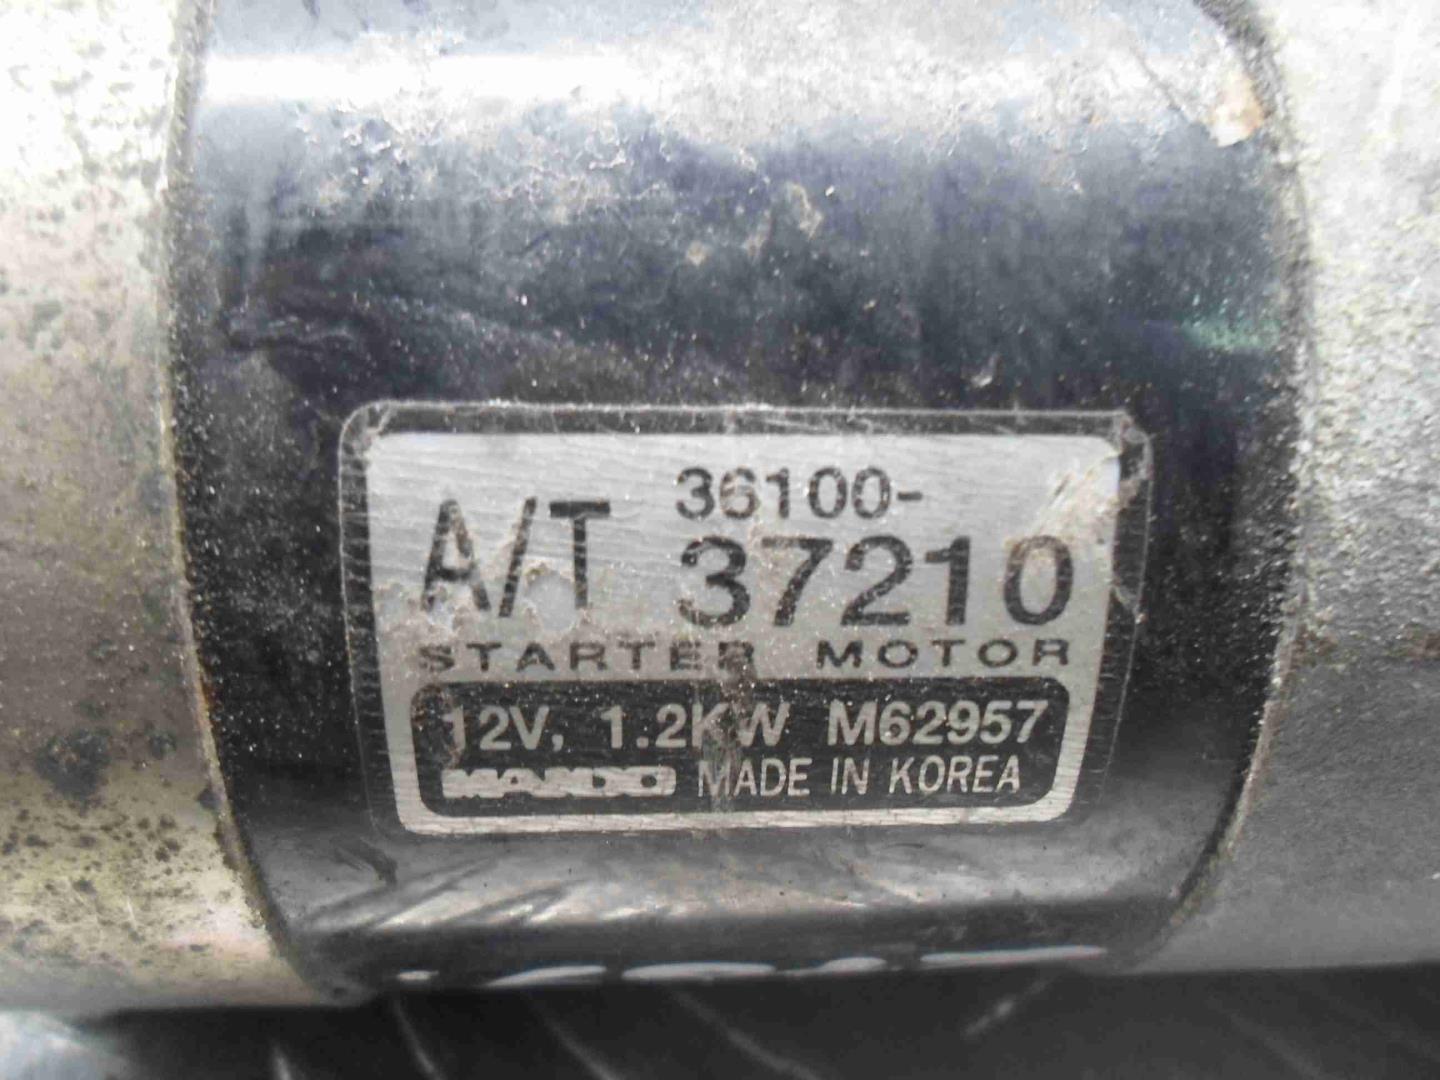 A/T 36100-
37210
STARTER MOTOR
12V, 1.2KW M62957
MANDO MADE IN KOREA